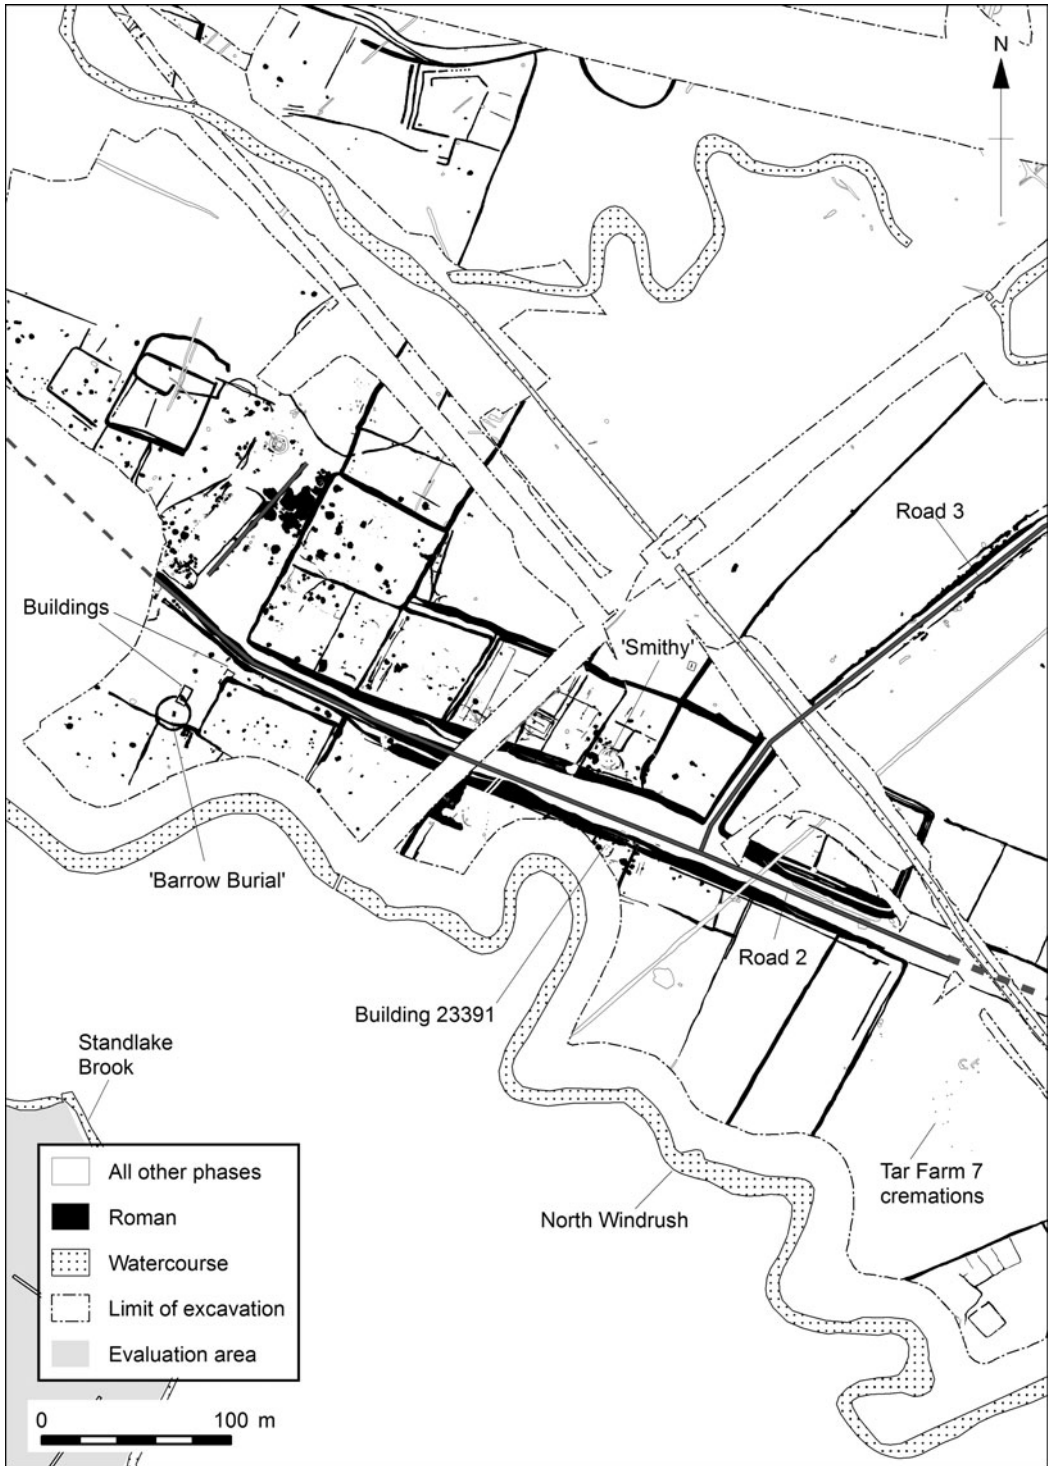 N
Road 3
Buildings
'Smithy'
'Barrow Burial'
Road 2
Building 23391
Standlake
Brook
Tar Farm 7
cremations
North Windrush
All other phases
Roman
Watercourse
Limit of excavation
Evaluation area
0 100 m